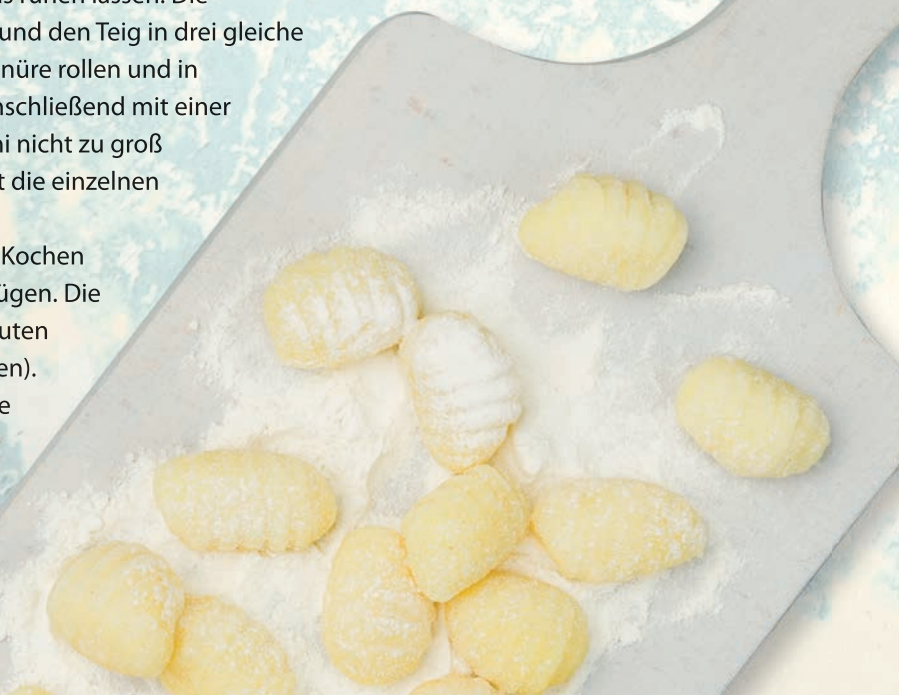 ruhen lassen. Die
und den Teig in drei gleiche
nüre rollen und in
nschließend mit einer
ni nicht zu groß
t die einzelnen
Kochen
ügen. Die
uten
en).
e